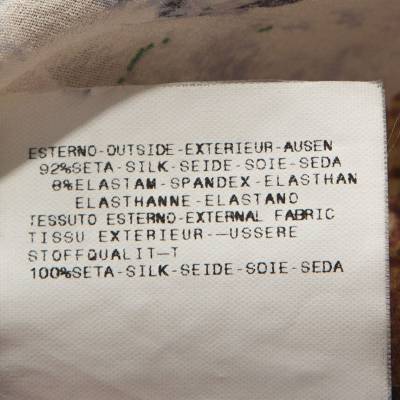 ESTERNO-OUTSIDE-EXTERIEUR-AUSEN
92%SETA-SILK-SEIDE-SOIE-SEDA
8%ELASTAM-SPANDEX-ELASTHAN
ELASTHANNE-ELASTANO
TESSUTO ESTERNO-EXTERNAL FABRIC
TISSU EXTERIEUR-—USSERE
STOFFQUALIT—T
100%SETA-SILK-SEIDE-SOIE-SEDA